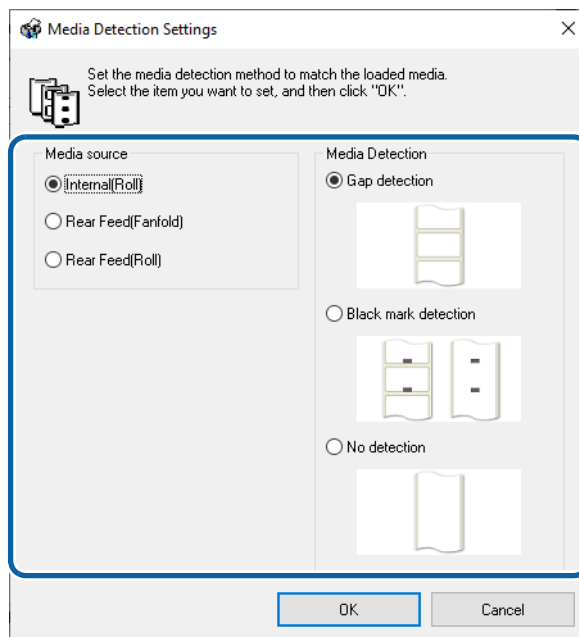 Media Detection Settings
Set the media detection method to match the loaded media.
Select the item you want to set, and then click "OK".
Media source
Internal(Roll)
Rear Feed(Fanfold)
Rear Feed(Roll)
Media Detection
Gap detection
Black mark detection
No detection
OK
Cancel